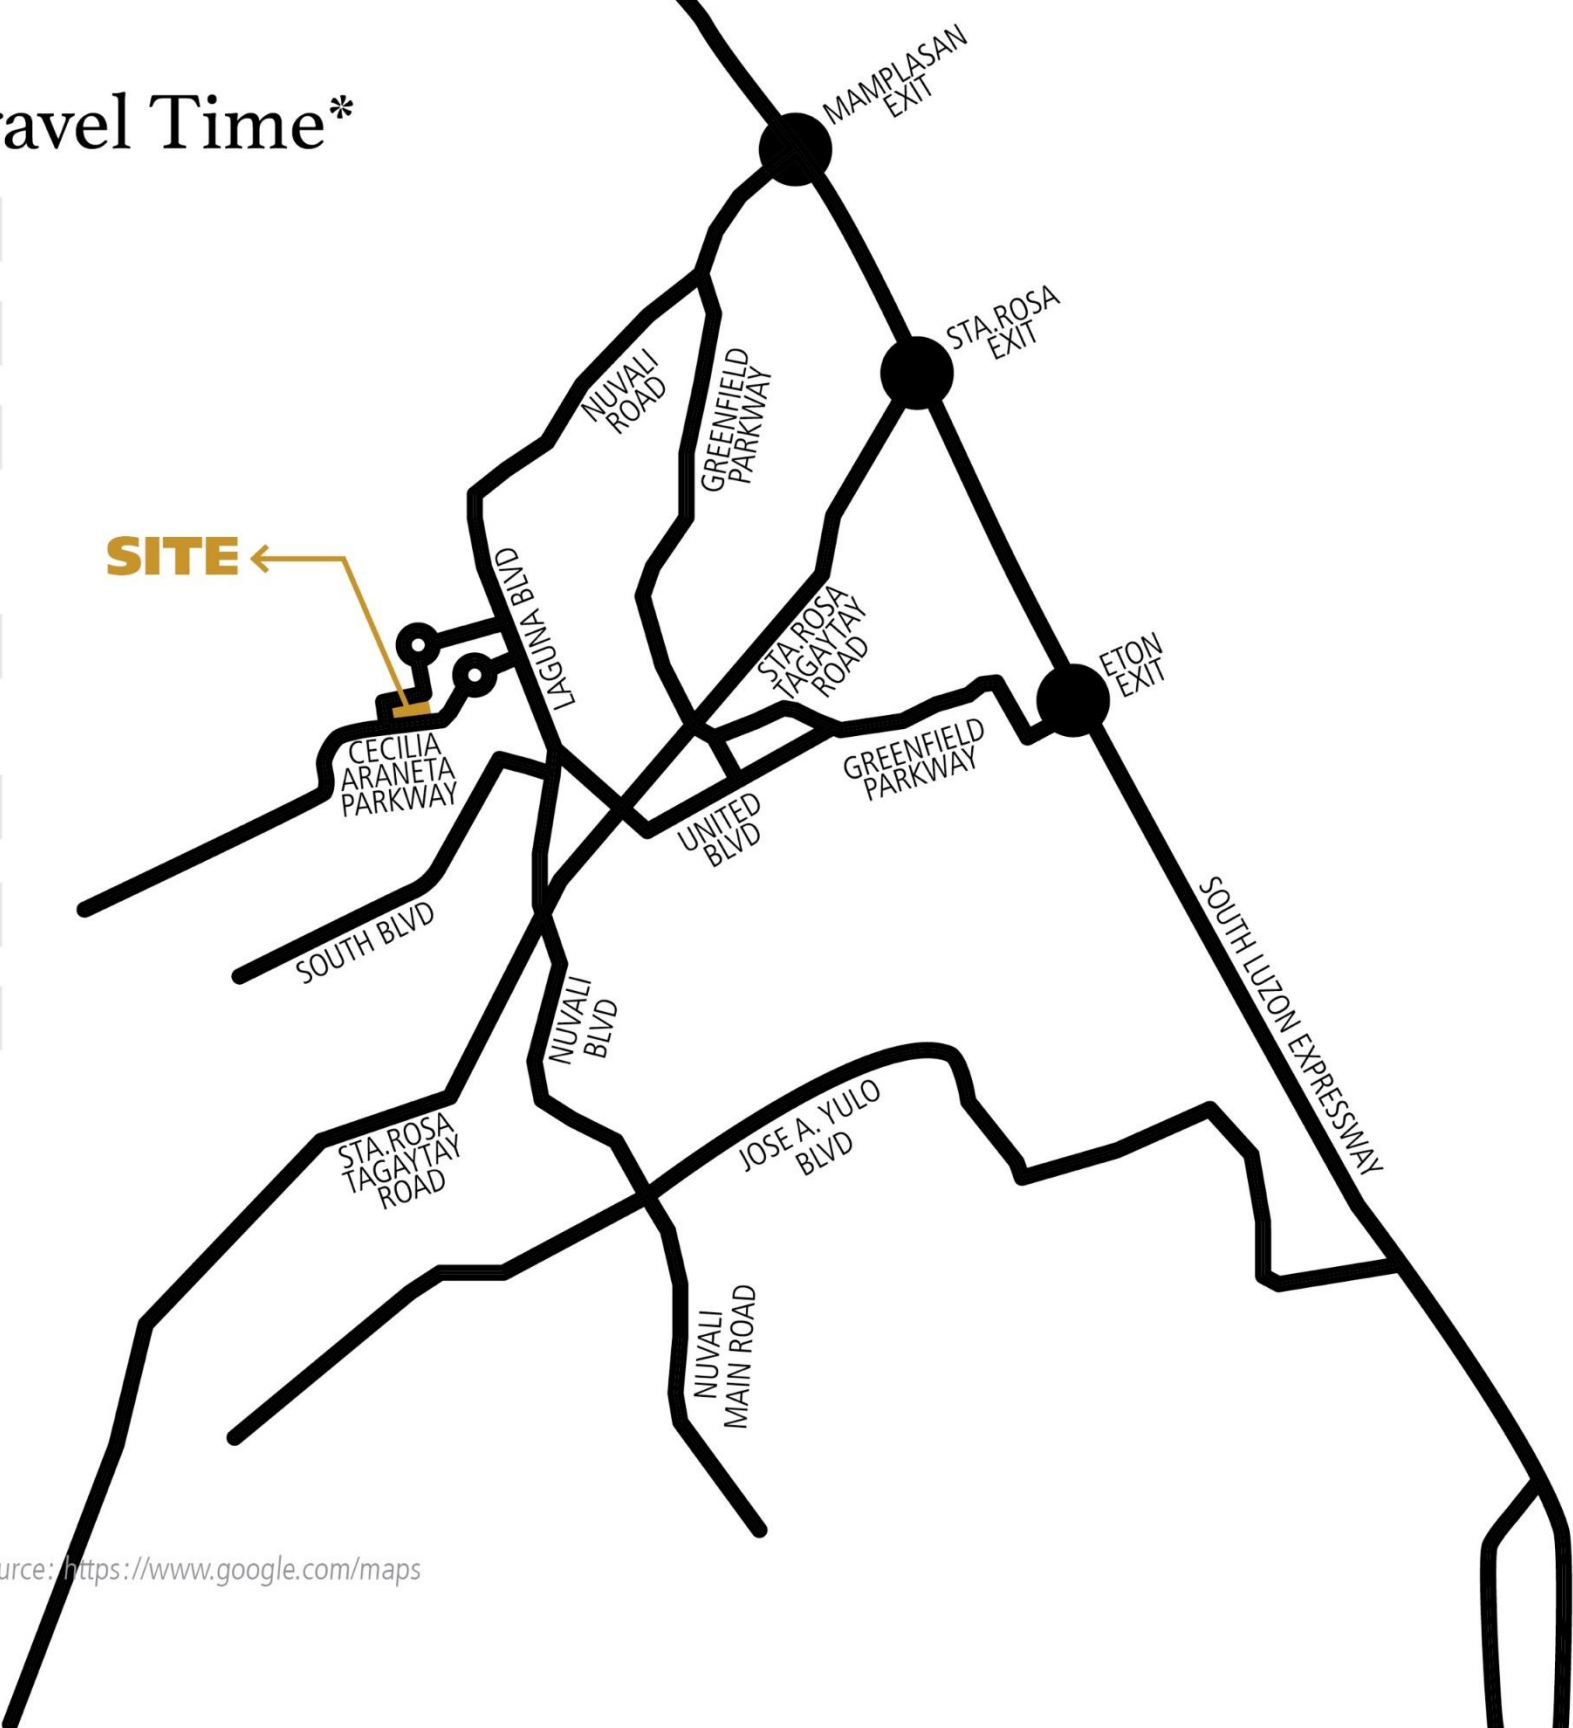 MAMPLASAN
EXIT
avel Time*
STA.ROSA
EXIT
NUVALI
ROAD
GREENFIELD
PARKWAY
SITE
LAGUNA BLVD
STA.ROSA
TAGAYTAY
ROAD
ETON
EXIT
CECILIA
ARANETA
PARKWAY
GREENFIELD
PARKWAY
UNITED
BLVD
SOUTH BLVD
SOUTH LUZON EXPRESSWAY
NUVALI
BLVD
JOSE A. YULO
BLVD
STA.ROSA
TAGAYTAY
ROAD
NUVALI
MAIN ROAD
urce: https://www.google.com/maps